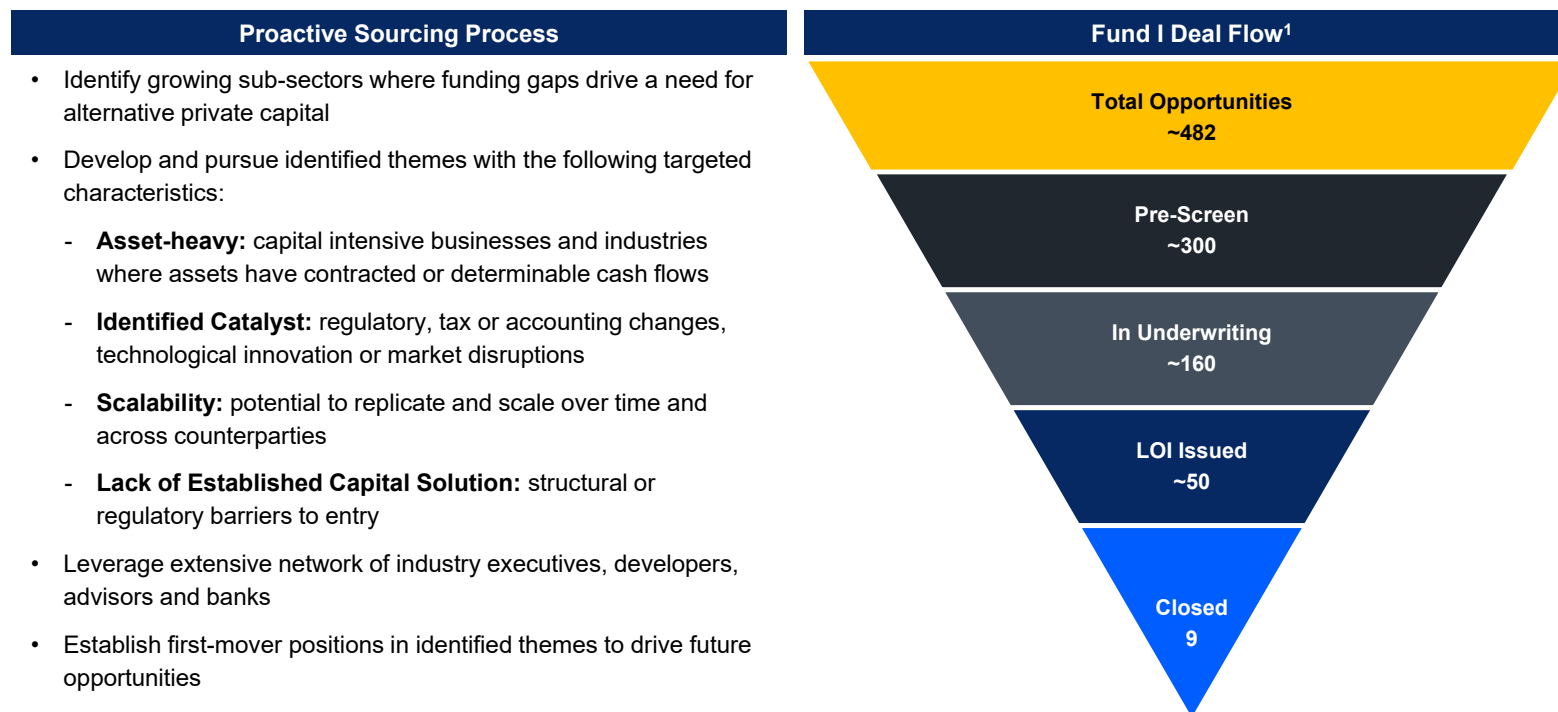 Proactive Sourcing Process
• Identify growing sub-sectors where funding gaps drive a need for
alternative private capital
• Develop and pursue identified themes with the following targeted
characteristics:
- Asset-heavy: capital intensive businesses and industries
where assets have contracted or determinable cash flows
- Identified Catalyst: regulatory, tax or accounting changes,
technological innovation or market disruptions
- Scalability: potential to replicate and scale over time and
across counterparties
- Lack of Established Capital Solution: structural or
regulatory barriers to entry
• Leverage extensive network of industry executives, developers,
advisors and banks
• Establish first-mover positions in identified themes to drive future
opportunities
Fund I Deal Flow¹
Total Opportunities
~482
Pre-Screen
~300
In Underwriting
~160
LOI Issued
~50
Closed
9